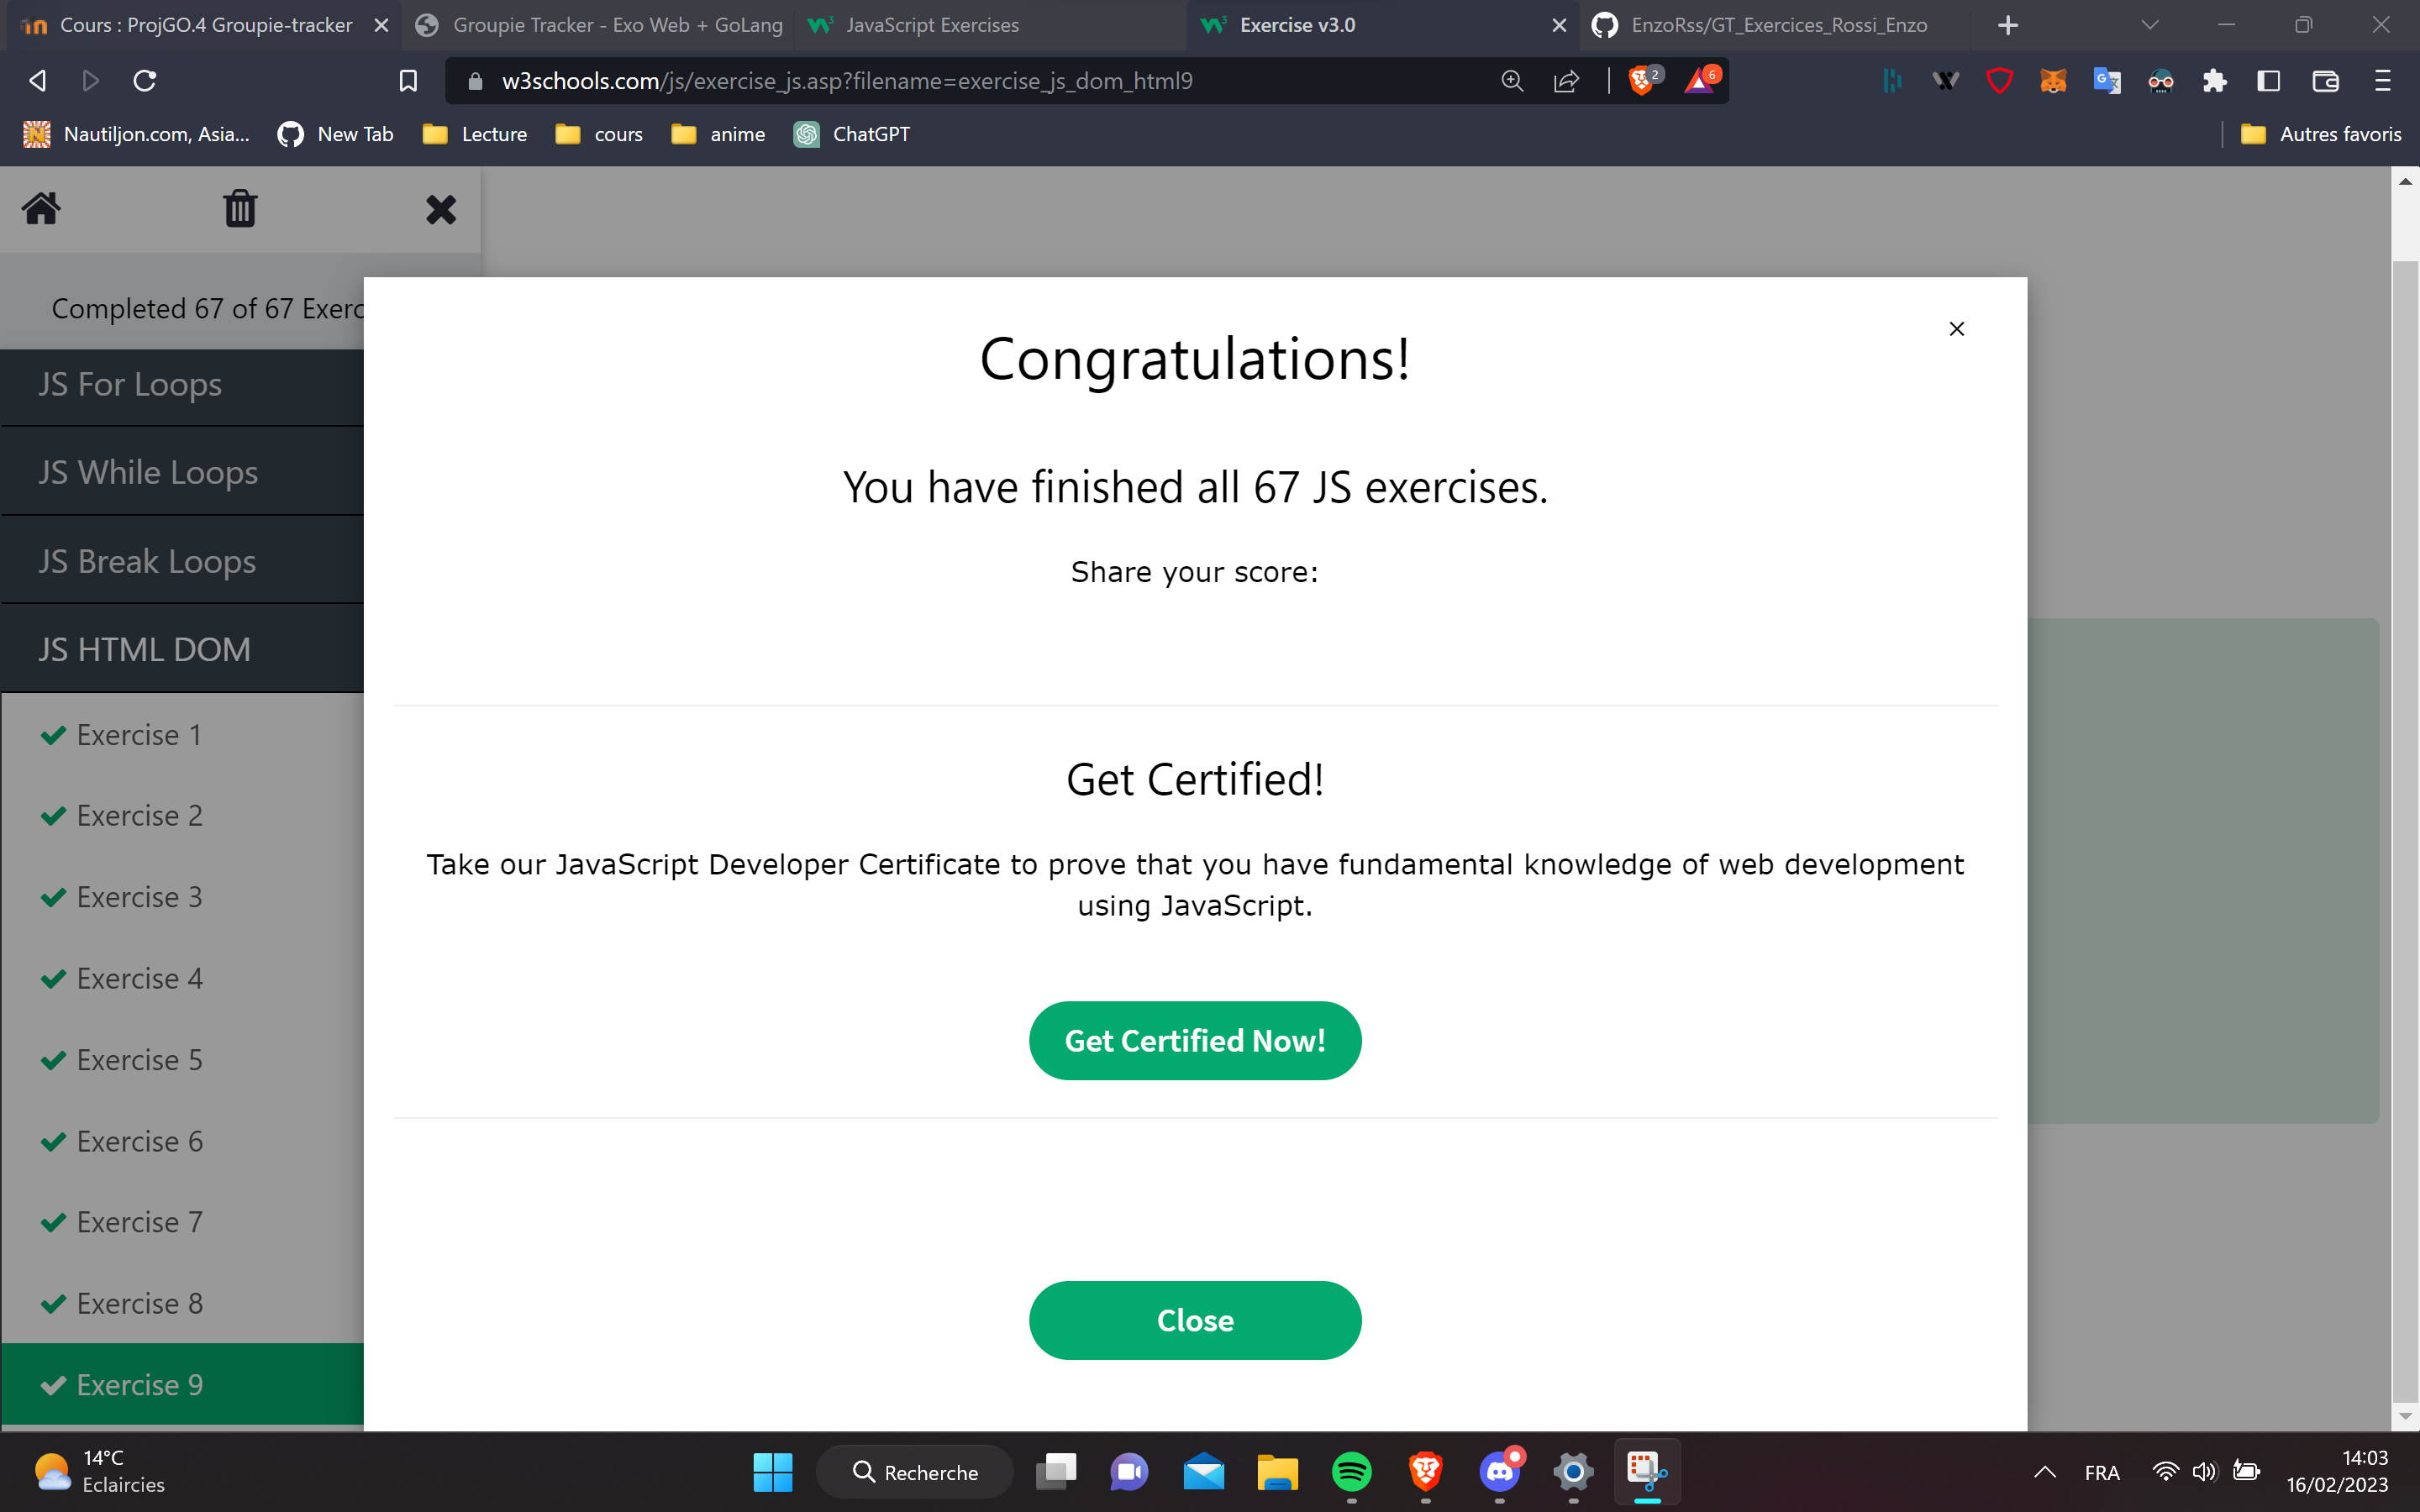 Cours : ProjGO.4 Groupie-tracker
Groupie Tracker - Exo Web + GoLang
JavaScript Exercises
Exercise v3.0
EnzoRss/GT_Exercices_Rossi_Enzo
w3schools.com/js/exercise_js.asp?filename=exercise_js_dom_html9
2
6
Nautiljon.com, Asia...
New Tab
Lecture
cours
anime
ChatGPT
Autres favoris
Completed 67 of 67 Exerc
JS For Loops
JS While Loops
JS Break Loops
JS HTML DOM
Exercise 1
Exercise 2
Exercise 3
Exercise 4
Exercise 5
Exercise 6
Exercise 7
Exercise 8
Exercise 9
Congratulations!
You have finished all 67 JS exercises.
Share your score:
Get Certified!
Take our JavaScript Developer Certificate to prove that you have fundamental knowledge of web development
using JavaScript.
Get Certified Now!
Close
14°C
Eclaircies
Recherche
FRA
14:03
16/02/2023